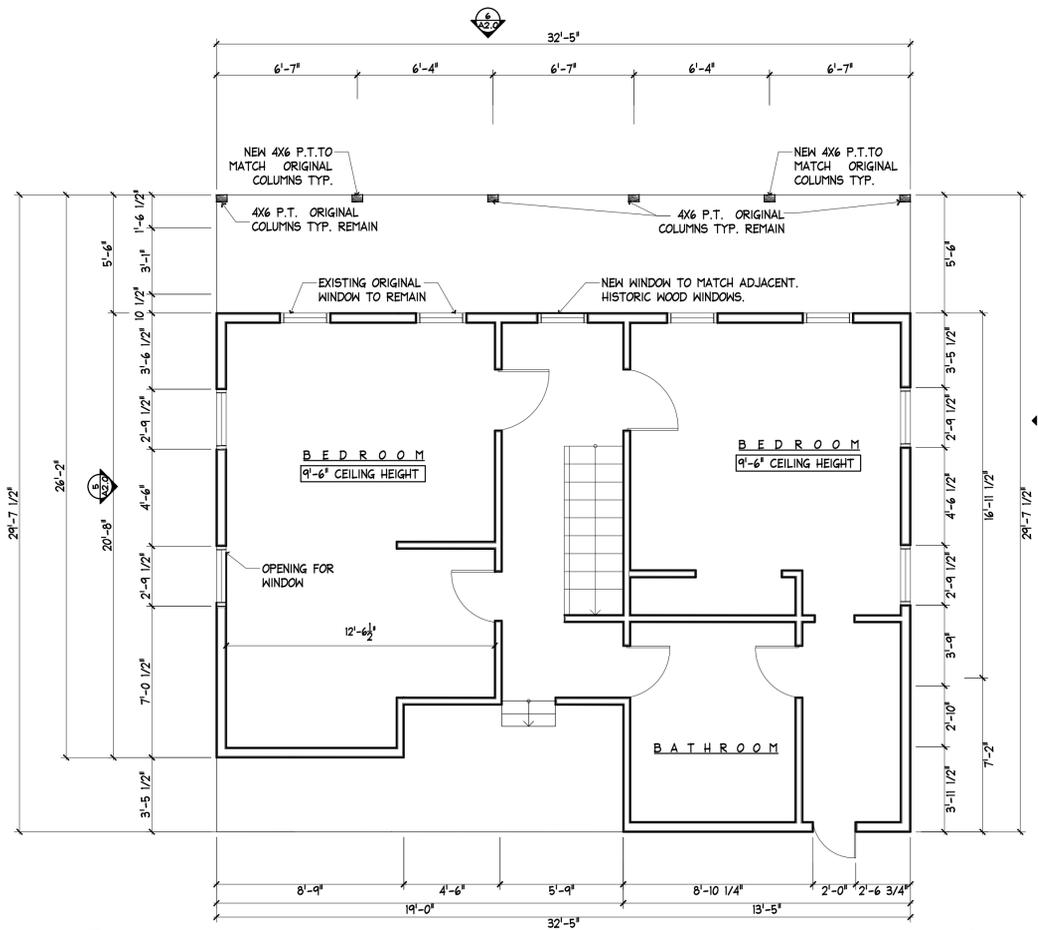 6
A2.0
32'-5"
6'-7"
6'-4"
6'-7"
6'-4"
6'-7"
NEW 4X6 P.T.TO
MATCH ORIGINAL
COLUMNS TYP.
NEW 4X6 P.T.TO
MATCH ORIGINAL
COLUMNS TYP.
4X6 P.T. ORIGINAL
COLUMNS TYP. REMAIN
4X6 P.T. ORIGINAL
COLUMNS TYP. REMAIN
EXISTING ORIGINAL
WINDOW TO REMAIN
NEW WINDOW TO MATCH ADJACENT.
HISTORIC WOOD WINDOWS.
29'-7 1/2"
26'-2"
5'-6"
20'-8"
1'-6 1/2"
3'-1"
10 1/2"
3'-6 1/2"
2'-9 1/2"
4'-6"
2'-9 1/2"
7'-0 1/2"
3'-5 1/2"
5
A2.0
BEDROOM
9'-6" CEILING HEIGHT
BEDROOM
9'-6" CEILING HEIGHT
OPENING FOR
WINDOW
12'-6 1/2"
BATHROOM
5'-6"
3'-5 1/2"
2'-9 1/2"
4'-6 1/2"
2'-9 1/2"
3'-9"
2'-10"
3'-11 1/2"
16'-11 1/2"
7'-2"
29'-7 1/2"
8'-9"
4'-6"
5'-9"
8'-10 1/4"
2'-0"
2'-6 3/4"
19'-0"
13'-5"
32'-5"